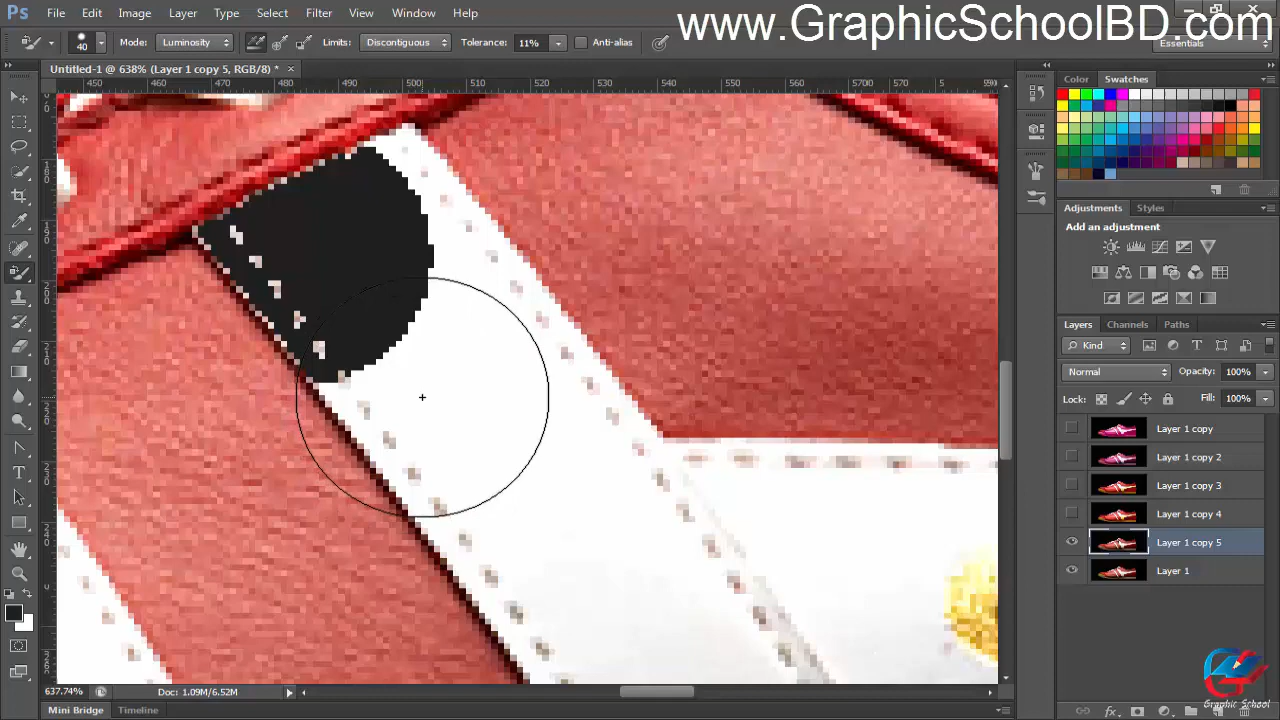 Ps File Edit Image Layer Type Select Filter View Window Help
www.GraphicSchoolBD.com
40 Mode: Luminosity Limits: Discontiguous Tolerance: 11% Anti-alias Essentials
Untitled-1 @ 638% (Layer 1 copy 5, RGB/8) * ×
450 460 470 480 490 500 510 520 530 540 550 560 570 580 590
Color Swatches
Adjustments Styles
Add an adjustment
Layers Channels Paths
Kind
Normal Opacity: 100%
Lock: Fill: 100%
Layer 1 copy
Layer 1 copy 2
Layer 1 copy 3
Layer 1 copy 4
Layer 1 copy 5
Layer 1
637.74% Doc: 1.09M/6.52M
Mini Bridge Timeline
Graphic School